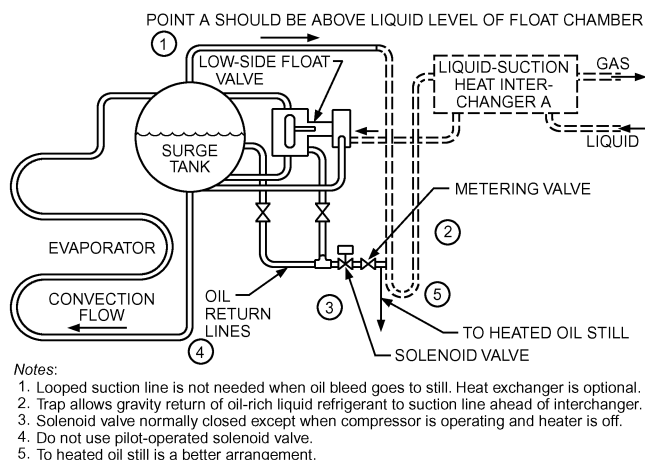 POINT A SHOULD BE ABOVE LIQUID LEVEL OF FLOAT CHAMBER
1
LOW-SIDE FLOAT
VALVE
LIQUID-SUCTION
HEAT INTER-
CHANGER A
GAS
LIQUID
SURGE
TANK
METERING VALVE
2
EVAPORATOR
CONVECTION
FLOW
OIL
RETURN
LINES
3
5
TO HEATED OIL STILL
SOLENOID VALVE
4
Notes:
1. Looped suction line is not needed when oil bleed goes to still. Heat exchanger is optional.
2. Trap allows gravity return of oil-rich liquid refrigerant to suction line ahead of interchanger.
3. Solenoid valve normally closed except when compressor is operating and heater is off.
4. Do not use pilot-operated solenoid valve.
5. To heated oil still is a better arrangement.